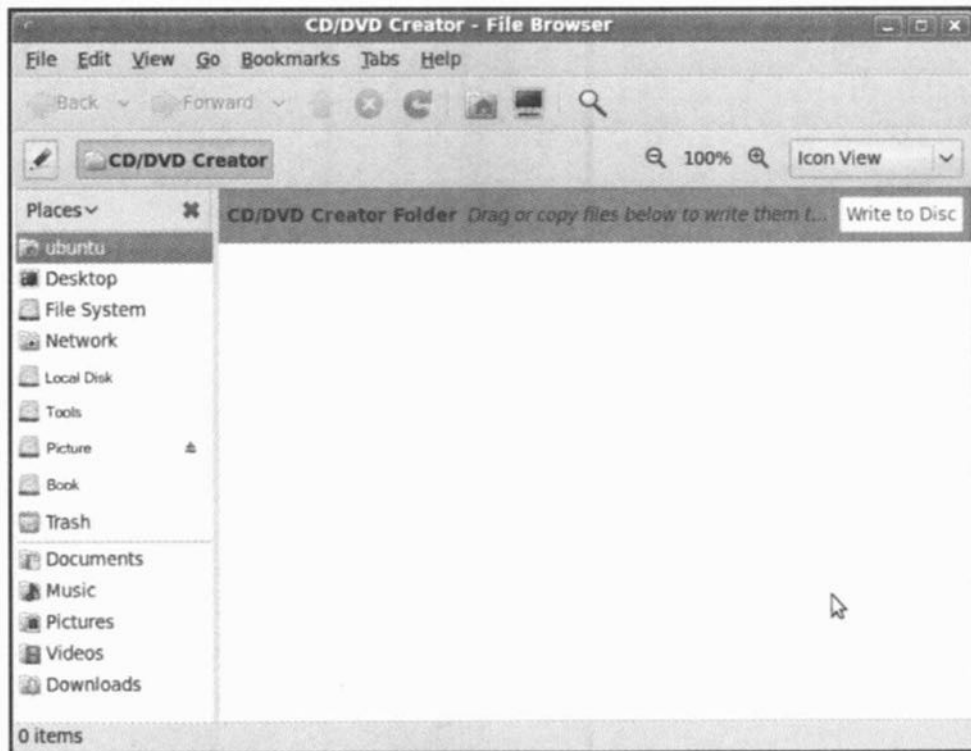 CD/DVD Creator - File Browser
File Edit View Go Bookmarks Tabs Help
Back Forward
CD/DVD Creator 100% Icon View
Places
CD/DVD Creator Folder Drag or copy files below to write them t... Write to Disc
ubuntu
Desktop
File System
Network
Local Disk
Tools
Picture
Book
Trash
Documents
Music
Pictures
Videos
Downloads
0 items